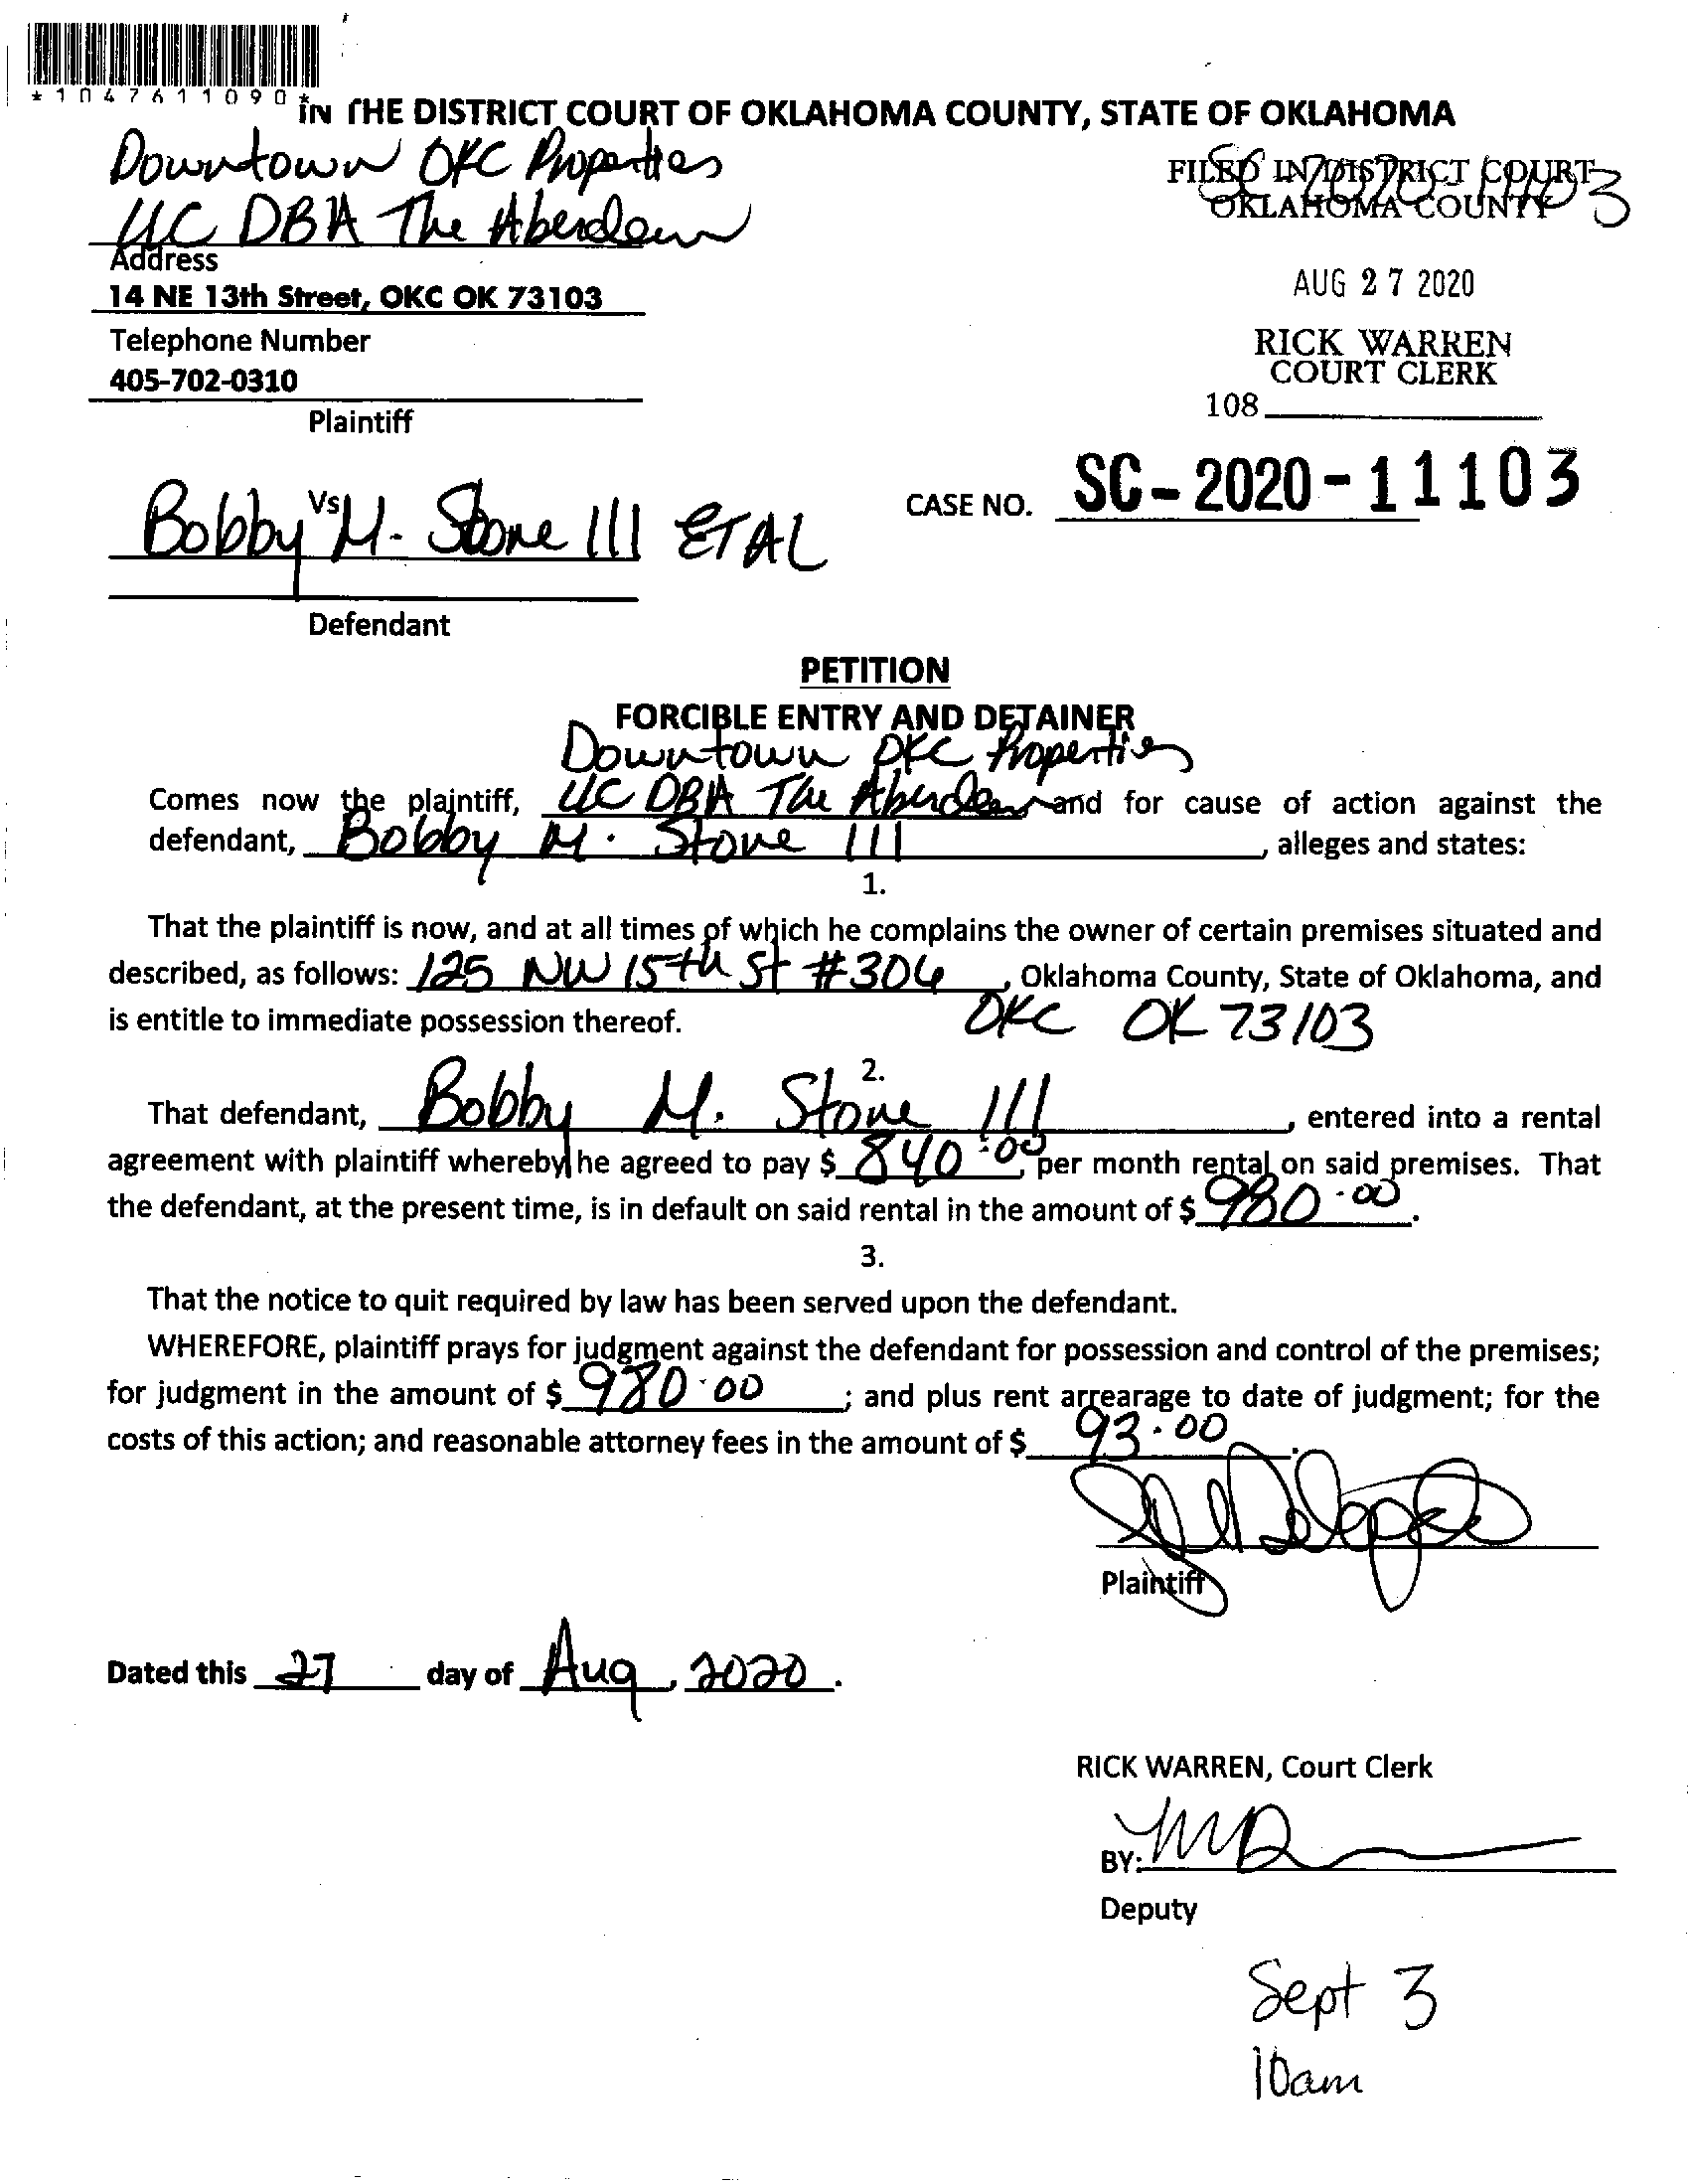 *1047611090*
IN THE DISTRICT COURT OF OKLAHOMA COUNTY, STATE OF OKLAHOMA
Downtown OKC Properties
LLC DBA The Aberdeen
Address
14 NE 13th Street, OKC OK 73103
Telephone Number
405-702-0310
Plaintiff
SC 2020-11103
FILED IN DISTRICT COURT
OKLAHOMA COUNTY
AUG 27 2020
RICK WARREN
COURT CLERK
108
Vs
Bobby M. Stone III ETAL
Defendant
CASE NO. SC-2020-11103
PETITION
FORCIBLE ENTRY AND DETAINER
Downtown OKC Properties
Comes now the plaintiff, LLC DBA The Aberdeen and for cause of action against the
defendant, Bobby M. Stone III, alleges and states:
1.
That the plaintiff is now, and at all times of which he complains the owner of certain premises situated and
described, as follows: 125 NW 15th St #306, Oklahoma County, State of Oklahoma, and
is entitle to immediate possession thereof. OKC OK 73103
2.
That defendant, Bobby M. Stone III, entered into a rental
agreement with plaintiff whereby he agreed to pay $ 840.00, per month rental on said premises. That
the defendant, at the present time, is in default on said rental in the amount of $ 980.00.
3.
That the notice to quit required by law has been served upon the defendant.
WHEREFORE, plaintiff prays for judgment against the defendant for possession and control of the premises;
for judgment in the amount of $ 980.00; and plus rent arrearage to date of judgment; for the
costs of this action; and reasonable attorney fees in the amount of $ 93.00.
Plaintiff
Dated this 27 day of Aug, 2020.
RICK WARREN, Court Clerk
BY:
Deputy
Sept 3
10am